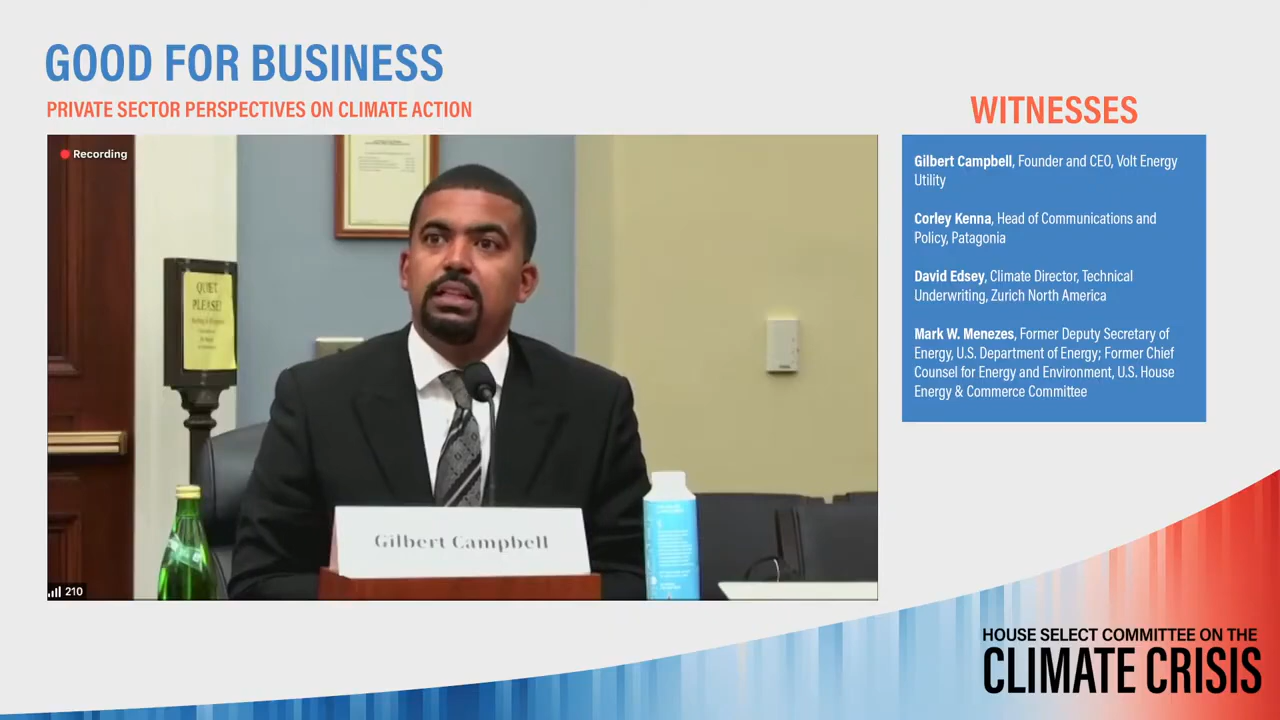 GOOD FOR BUSINESS
PRIVATE SECTOR PERSPECTIVES ON CLIMATE ACTION
WITNESSES
Recording
Gilbert Campbell, Founder and CEO, Volt Energy
Utility
Corley Kenna, Head of Communications and
Policy, Patagonia
David Edsey, Climate Director, Technical
Underwriting, Zurich North America
Mark W. Menezes, Former Deputy Secretary of
Energy, U.S. Department of Energy; Former Chief
Counsel for Energy and Environment, U.S. House
Energy & Commerce Committee
QUIET
PLEASE!
Gilbert Campbell
210
HOUSE SELECT COMMITTEE ON THE
CLIMATE CRISIS